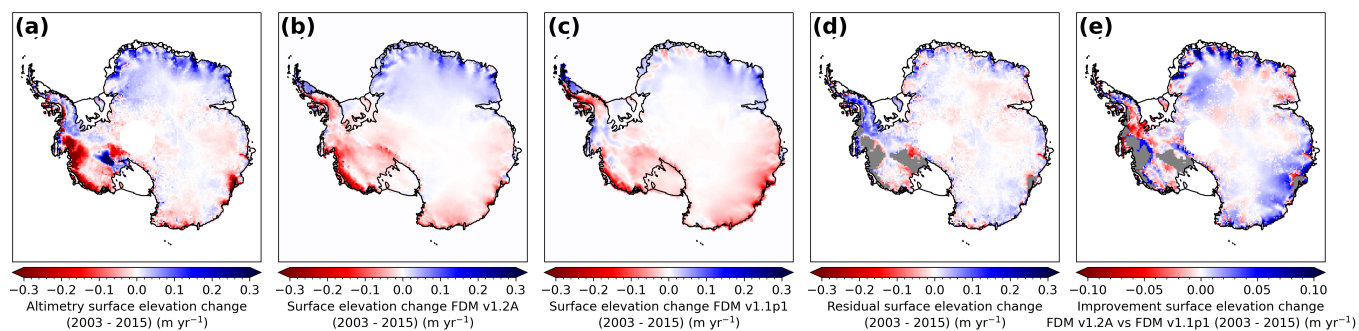 (a) (b) (c) (d) (e)
−0.3 −0.2 −0.1 0.0 0.1 0.2 0.3 −0.3 −0.2 −0.1 0.0 0.1 0.2 0.3 −0.3 −0.2 −0.1 0.0 0.1 0.2 0.3 −0.3 −0.2 −0.1 0.0 0.1 0.2 0.3 −0.10 −0.05 0.00 0.05 0.10
Altimetry surface elevation change
(2003 - 2015) (m yr⁻¹)
Surface elevation change FDM v1.2A
(2003 - 2015) (m yr⁻¹)
Surface elevation change FDM v1.1p1
(2003 - 2015) (m yr⁻¹)
Residual surface elevation change
(2003 - 2015) (m yr⁻¹)
Improvement surface elevation change
FDM v1.2A vs FDM v1.1p1 (2003 - 2015) (m yr⁻¹)